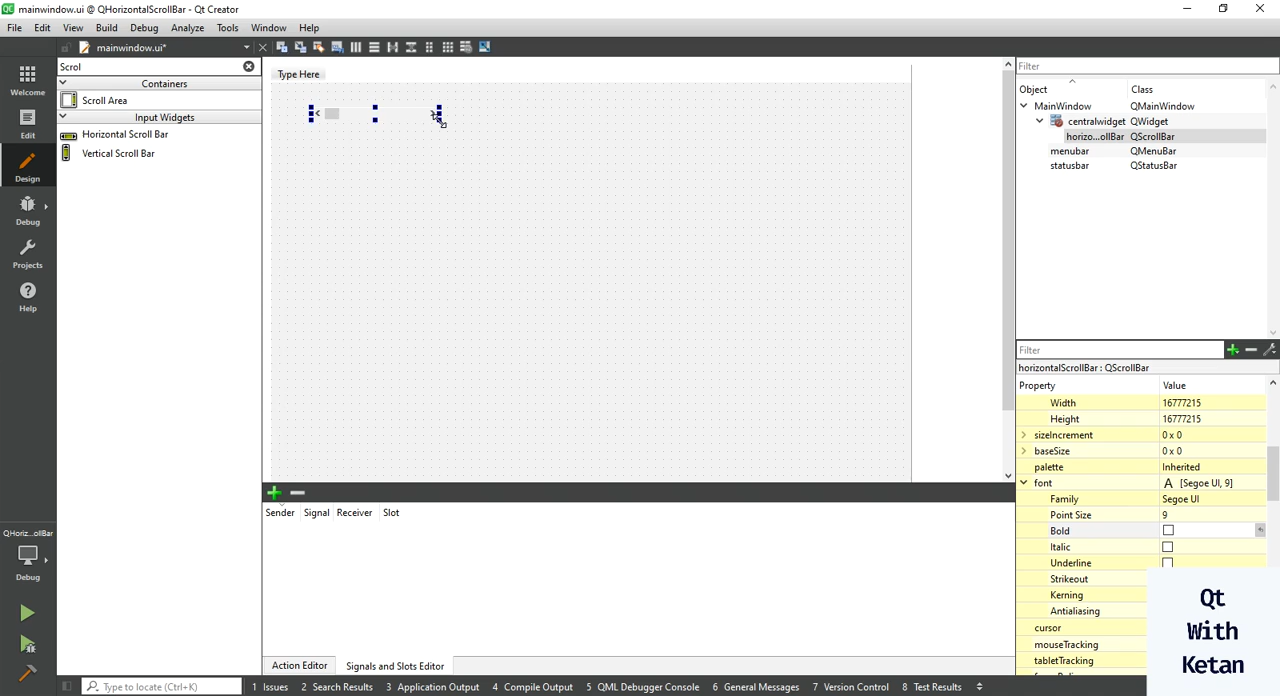 mainwindow.ui @ QHorizontalScrollBar - Qt Creator
File Edit View Build Debug Analyze Tools Window Help
mainwindow.ui*
Welcome
Edit
Design
Debug
Projects
Help
QHoriz...ollBar
Debug
Scrol
Containers
Scroll Area
Input Widgets
Horizontal Scroll Bar
Vertical Scroll Bar
Type Here
Sender Signal Receiver Slot
Action Editor Signals and Slots Editor
Filter
Object Class
MainWindow QMainWindow
centralwidget QWidget
horizo...ollBar QScrollBar
menubar QMenuBar
statusbar QStatusBar
Filter
horizontalScrollBar : QScrollBar
Property Value
Width 16777215
Height 16777215
sizeIncrement 0 x 0
baseSize 0 x 0
palette Inherited
font A [Segoe UI, 9]
Family Segoe UI
Point Size 9
Bold
Italic
Underline
Strikeout
Kerning
Antialiasing
cursor
mouseTracking
tabletTracking
Qt
With
Ketan
Type to locate (Ctrl+K) 1 Issues 2 Search Results 3 Application Output 4 Compile Output 5 QML Debugger Console 6 General Messages 7 Version Control 8 Test Results